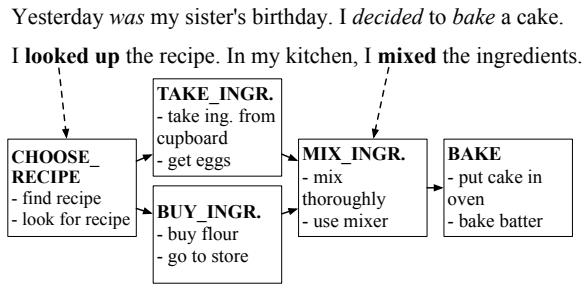 Yesterday was my sister's birthday. I decided to bake a cake.
I looked up the recipe. In my kitchen, I mixed the ingredients.
TAKE_INGR.
- take ing. from
cupboard
- get eggs
CHOOSE_
RECIPE
- find recipe
- look for recipe
BUY_INGR.
- buy flour
- go to store
MIX_INGR.
- mix
thoroughly
- use mixer
BAKE
- put cake in
oven
- bake batter